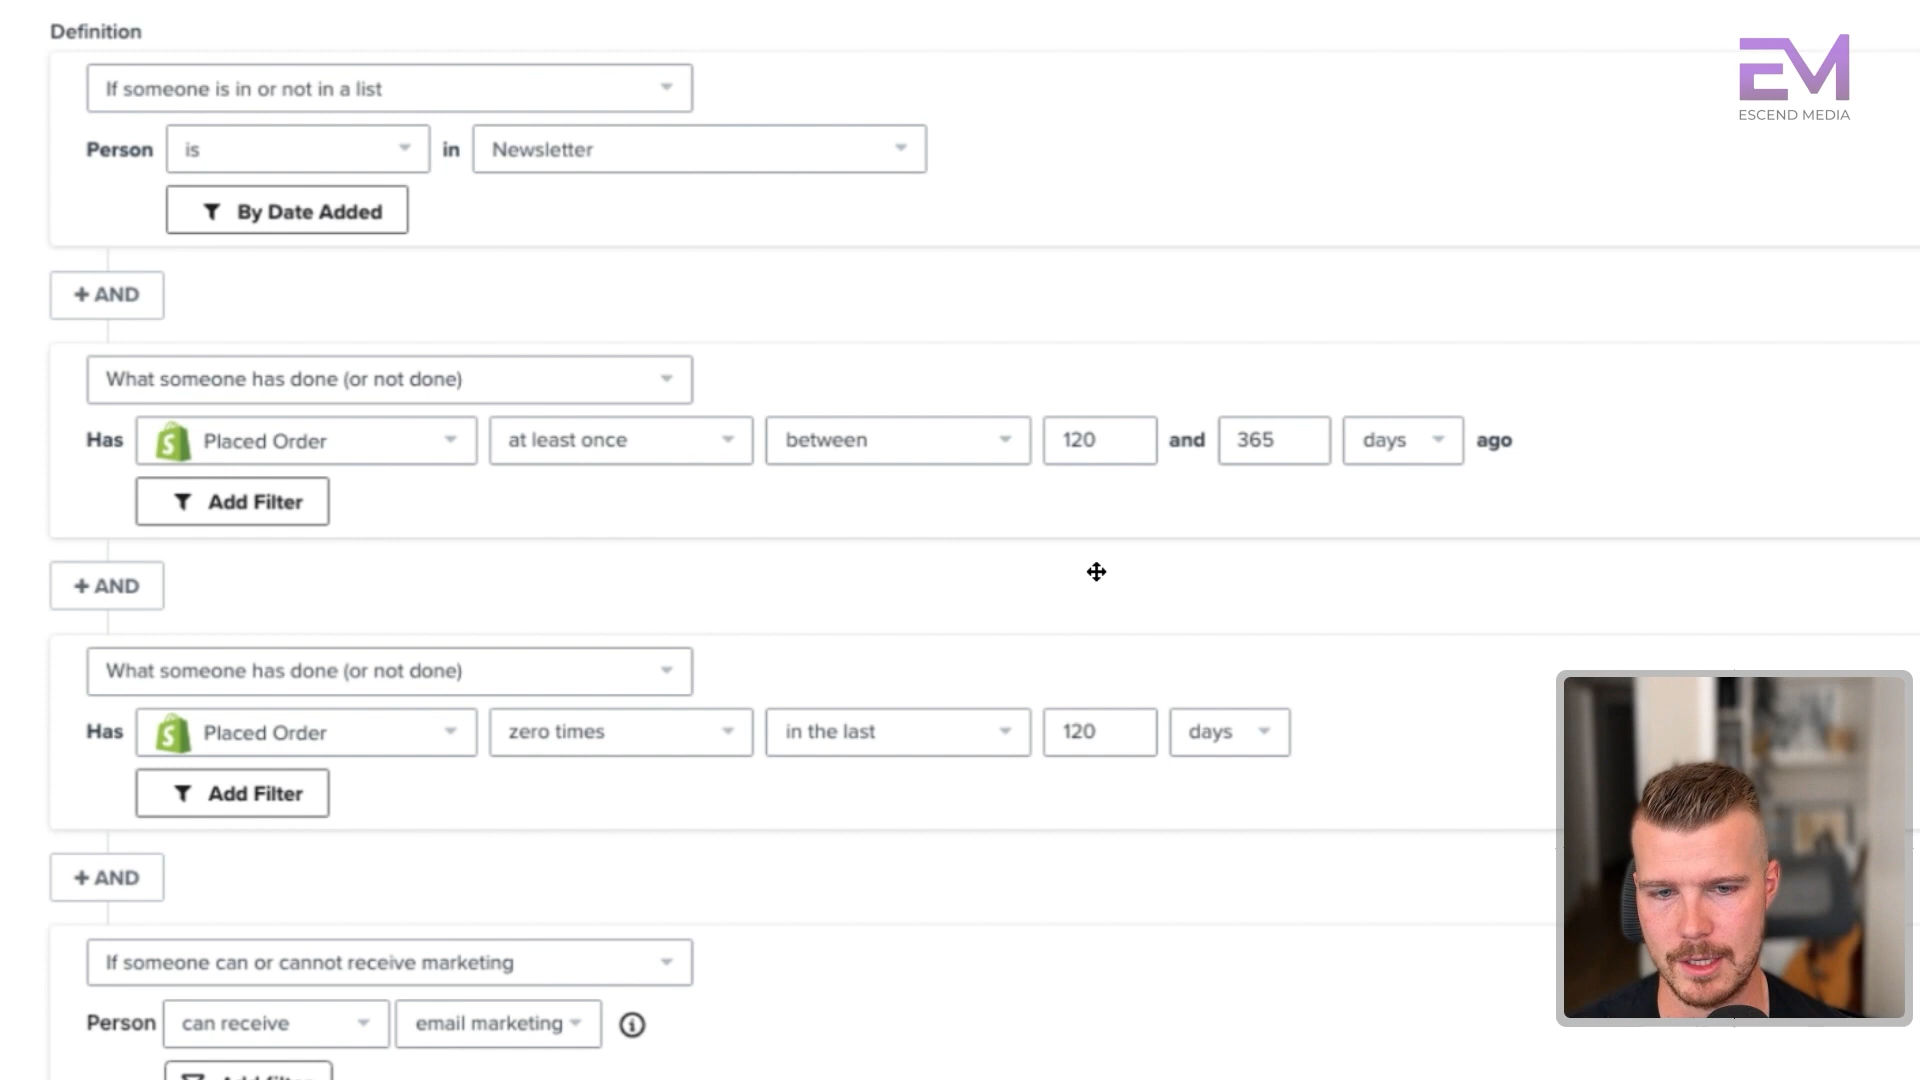 Definition
EM
ESCEND MEDIA
If someone is in or not in a list
Person is in Newsletter
By Date Added
+ AND
What someone has done (or not done)
Has Placed Order at least once between 120 and 365 days ago
Add Filter
+ AND
What someone has done (or not done)
Has Placed Order zero times in the last 120 days
Add Filter
+ AND
If someone can or cannot receive marketing
Person can receive email marketing